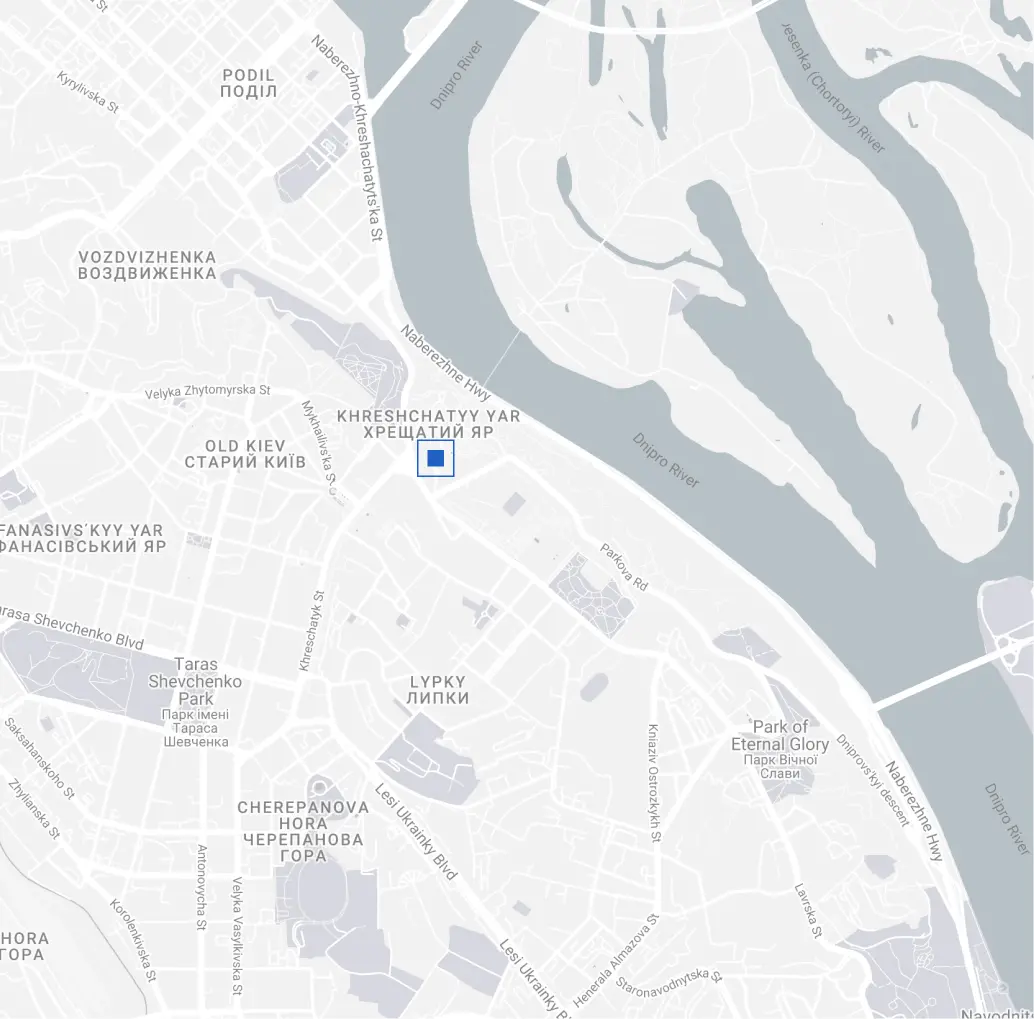 Naberezhno-Khreshchatyts'ka St
Dnipro River
Desenka (Chortoryi) River
PODIL
ПОДІЛ
Kyrylivska St
VOZDVIZHENKA
ВОЗДВИЖЕНКА
Naberezhne Hwy
Velyka Zhytomyrska St
Mykhailivs'ka St
KHRESHCHATYY YAR
ХРЕЩАТИЙ ЯР
OLD KIEV
СТАРИЙ КИЇВ
Dnipro River
FANASIVS'KYY YAR
ФАНАСІВСЬКИЙ ЯР
Parkova Rd
arasa Shevchenko Blvd
Khreschatyk St
Taras
Shevchenko
Park
Парк імені
Тараса
Шевченка
LYPKY
ЛИПКИ
Saksahanskoho St
Kniaziv Ostrozkykh St
Park of
Eternal Glory
Парк Вічної
Слави
Dniprovs'kyi descent
Naberezhne Hwy
Dnipro River
Zhylianska St
CHEREPANOVA
HORA
ЧЕРЕПАНОВА
ГОРА
Lesi Ukrainky Blvd
Antonovycha St
Velyka Vasylkivska St
Korolenkivska St
HORA
ГОРА
Lavrska St
Henerala Almazova St
Lesi Ukrainky B
Staronavodnytska St
Navodnit